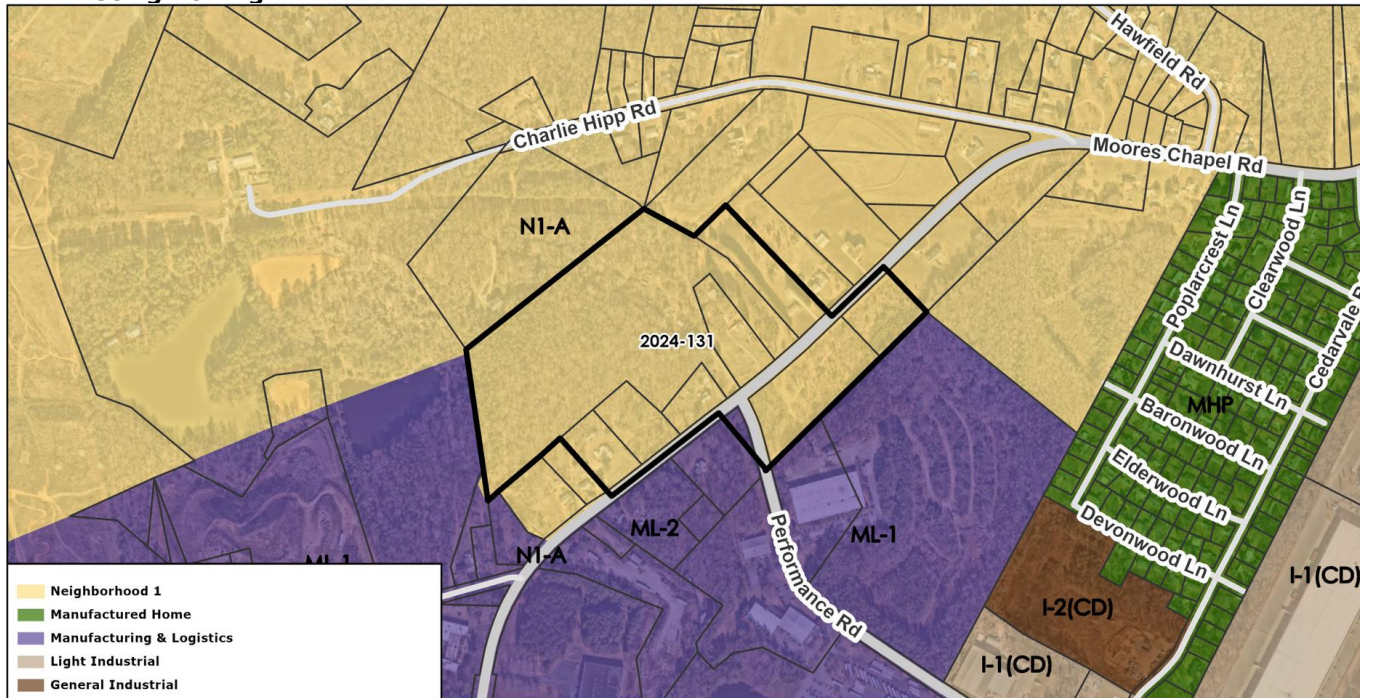 Hawfield Rd
Charlie Hipp Rd
Moores Chapel Rd
N1-A
Poplarcrest Ln
Clearwood Ln
2024-131
Dawnhurst Ln
MHP
Baronwood Ln
Elderwood Ln
Devonwood Ln
ML-2
ML-1
N1-A
Performance Rd
I-1(CD)
I-2(CD)
I-1(CD)
Neighborhood 1
Manufactured Home
Manufacturing & Logistics
Light Industrial
General Industrial